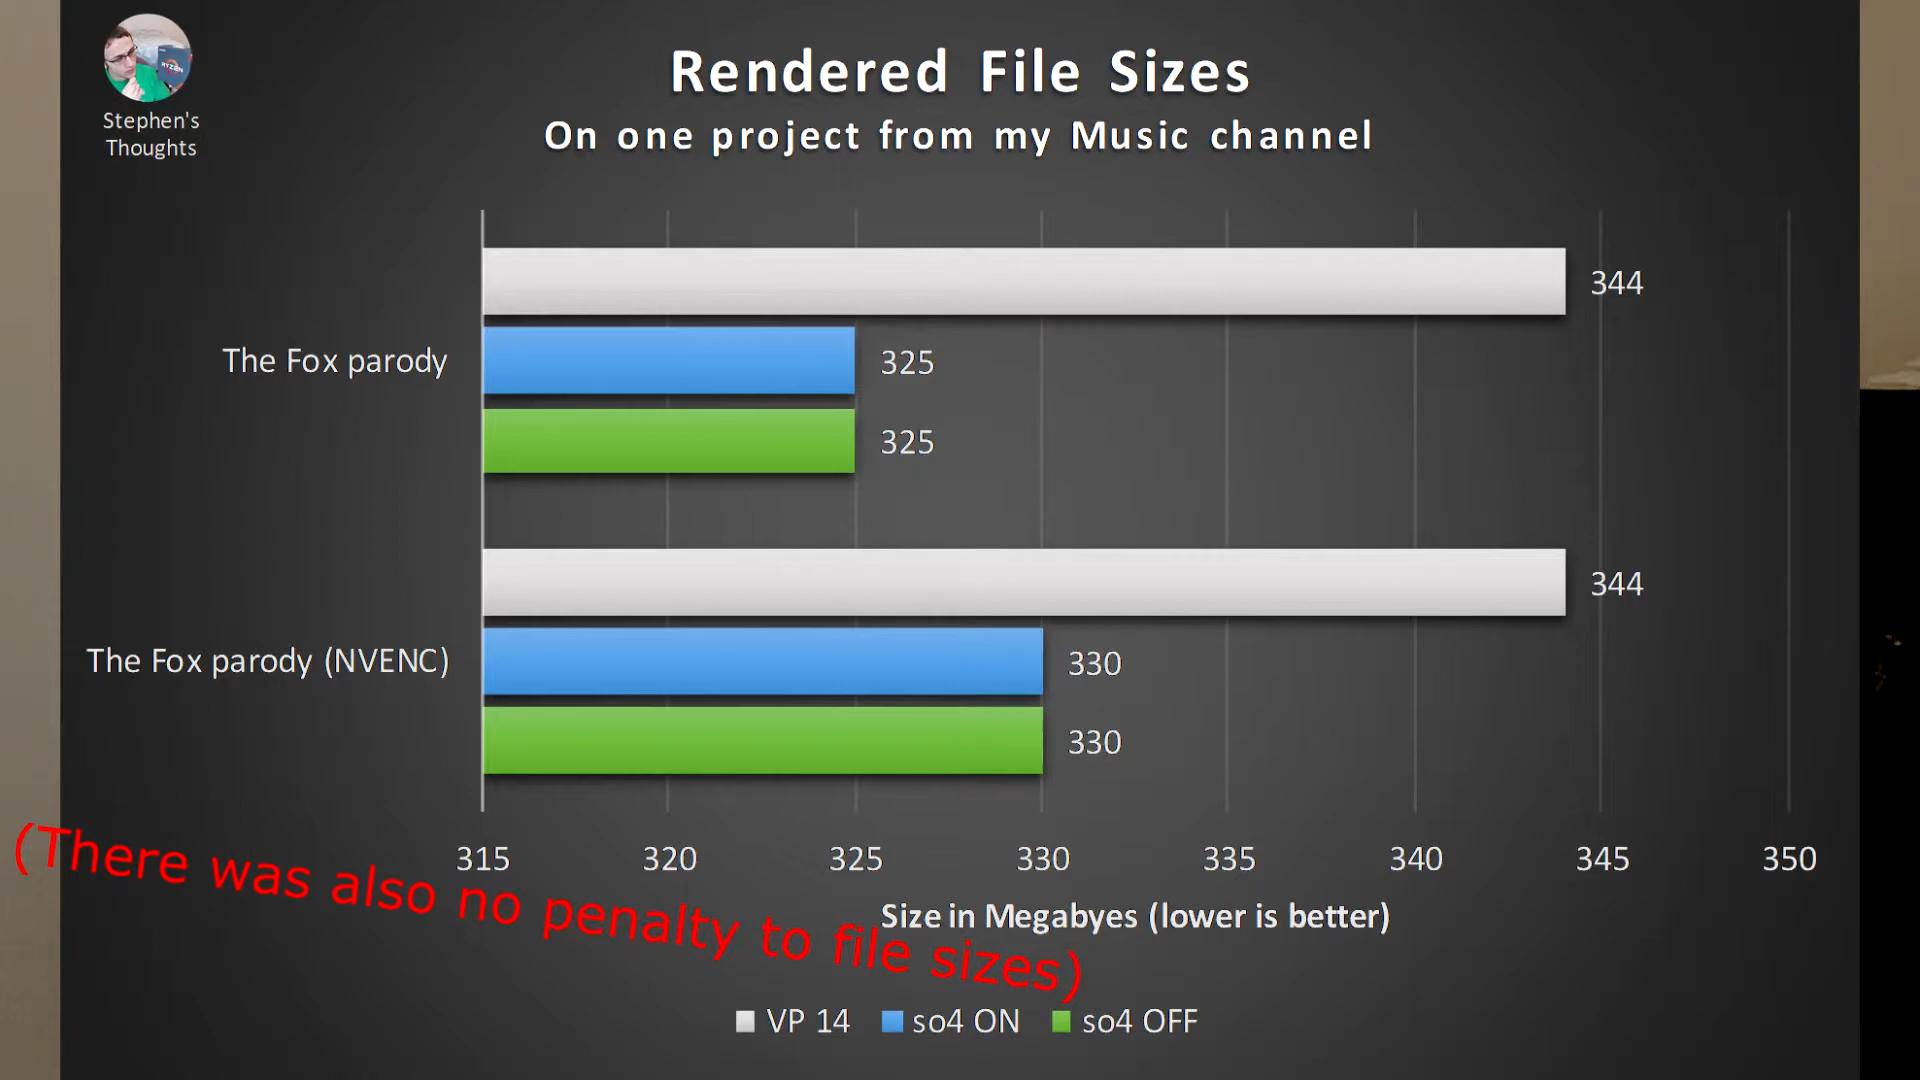 Stephen's
Thoughts
Rendered File Sizes
On one project from my Music channel
344
The Fox parody
325
325
344
The Fox parody (NVENC)
330
330
315 320 325 330 335 340 345 350
(There was also no penalty to file sizes)
Size in Megabyes (lower is better)
VP 14 so4 ON so4 OFF
RYZEN